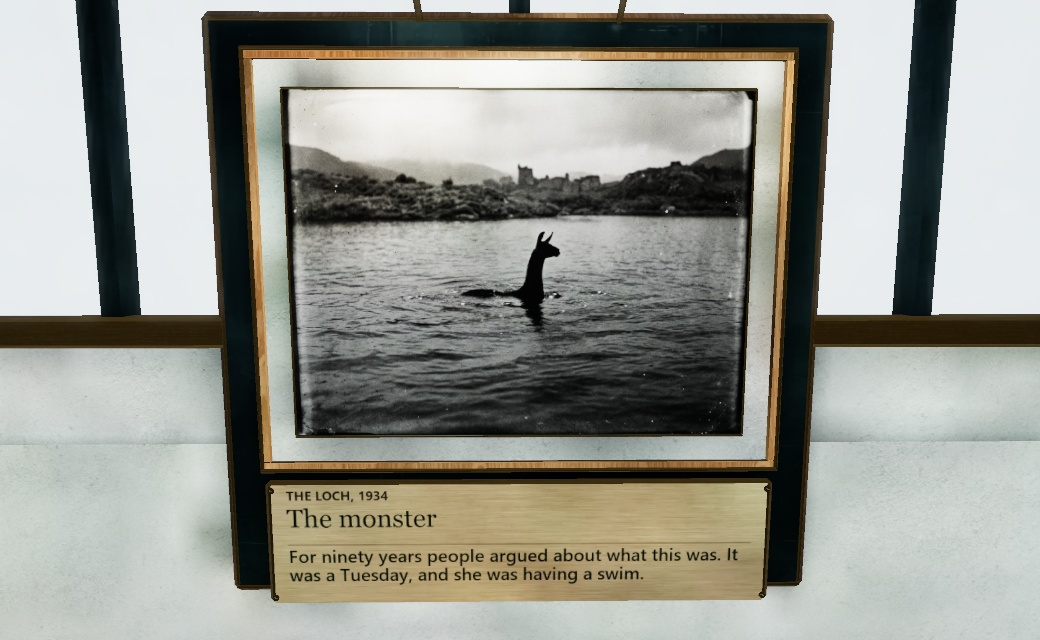 THE LOCH, 1934
The monster
For ninety years people argued about what this was. It
was a Tuesday, and she was having a swim.